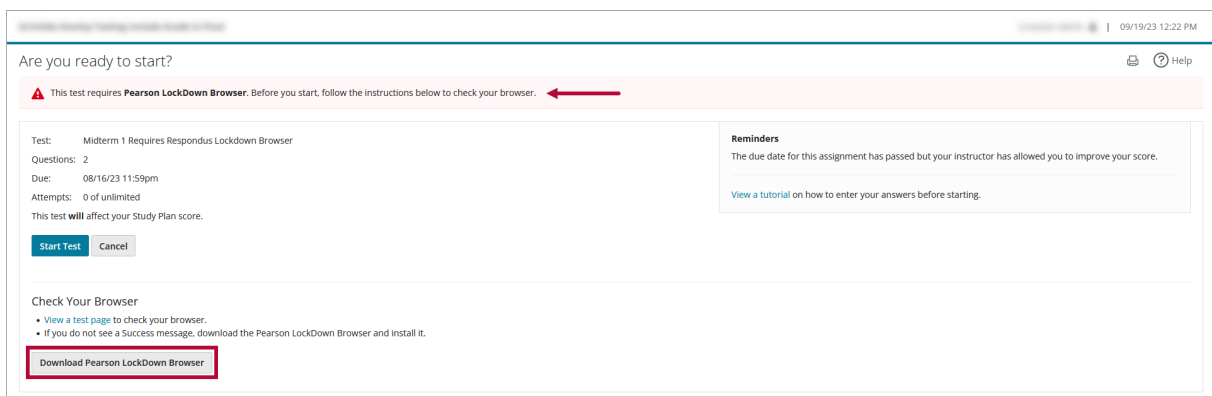 | 09/19/23 12:22 PM
Are you ready to start?
Help
This test requires Pearson LockDown Browser. Before you start, follow the instructions below to check your browser.
Test: Midterm 1 Requires Respondus Lockdown Browser
Questions: 2
Due: 08/16/23 11:59pm
Attempts: 0 of unlimited
This test will affect your Study Plan score.
Start Test Cancel
Reminders
The due date for this assignment has passed but your instructor has allowed you to improve your score.
View a tutorial on how to enter your answers before starting.
Check Your Browser
• View a test page to check your browser.
• If you do not see a Success message, download the Pearson LockDown Browser and install it.
Download Pearson LockDown Browser